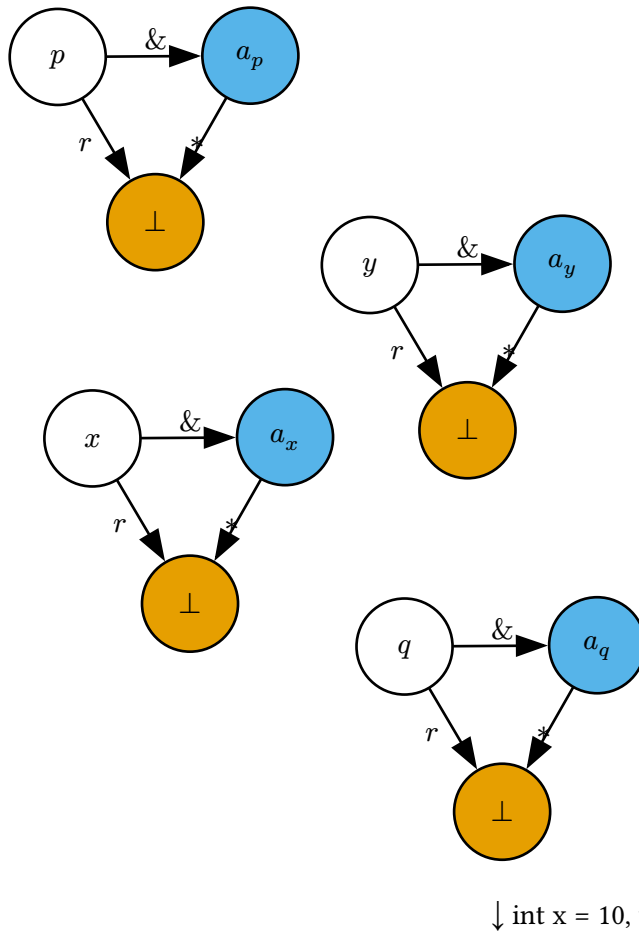 p & a_p
r *
⊥
y & a_y
r *
⊥
x & a_x
r *
⊥
q & a_q
r *
⊥
↓ int x = 10,